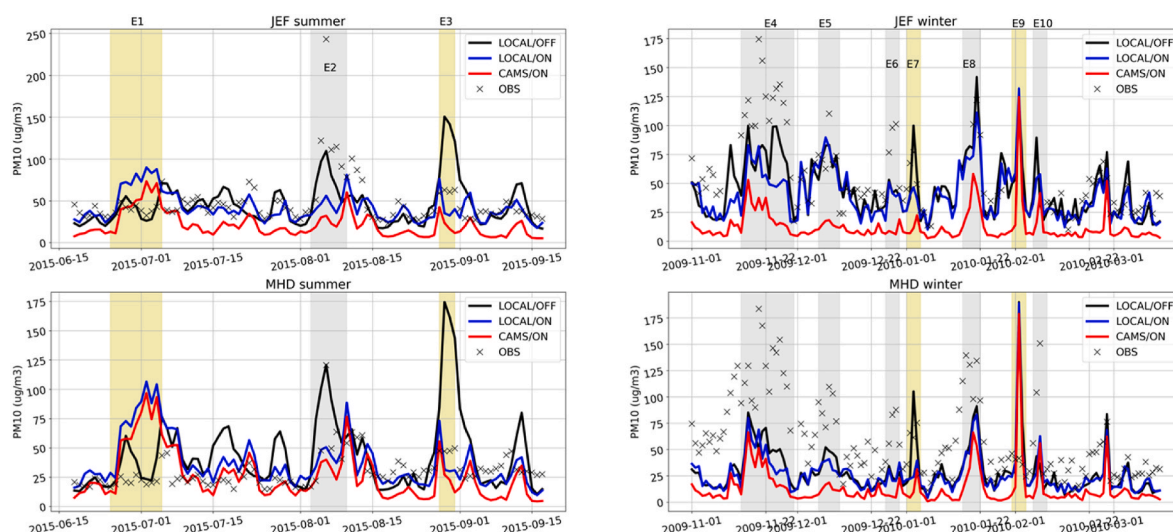 E1 JEF summer E3
E2
LOCAL/OFF
LOCAL/ON
CAMS/ON
OBS
PM10 (ug/m3)
250
200
150
100
50
0
2015-06-15 2015-07-01 2015-07-15 2015-08-01 2015-08-15 2015-09-01 2015-09-15
E4 E5 JEF winter E9 E10
E6 E7 E8
LOCAL/OFF
LOCAL/ON
CAMS/ON
OBS
PM10 (ug/m3)
175
150
125
100
75
50
25
0
2009-11-01 2009-11-22 2009-12-01 2009-12-22 2010-01-01 2010-01-22 2010-02-01 2010-02-22 2010-03-01
MHD summer
LOCAL/OFF
LOCAL/ON
CAMS/ON
OBS
PM10 (ug/m3)
175
150
125
100
75
50
25
0
2015-06-15 2015-07-01 2015-07-15 2015-08-01 2015-08-15 2015-09-01 2015-09-15
MHD winter
LOCAL/OFF
LOCAL/ON
CAMS/ON
OBS
PM10 (ug/m3)
175
150
125
100
75
50
25
0
2009-11-01 2009-11-22 2009-12-01 2009-12-22 2010-01-01 2010-01-22 2010-02-01 2010-02-22 2010-03-01